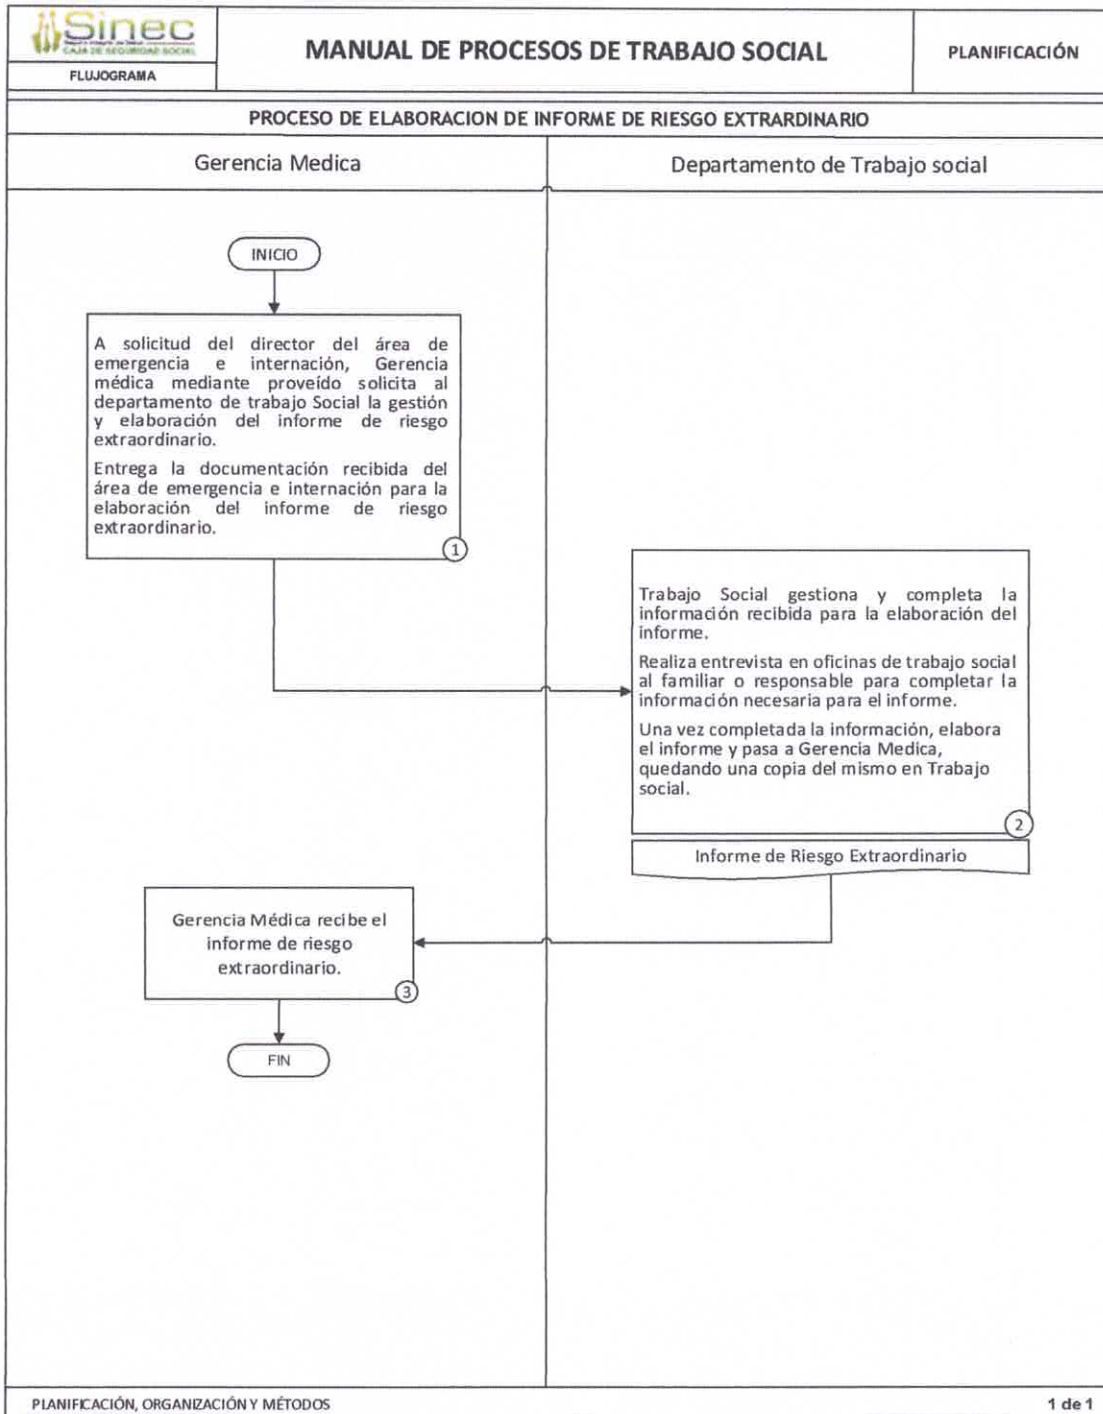 Sinec
CAJA DE SEGURIDAD SOCIAL
FLUJOGRAMA
MANUAL DE PROCESOS DE TRABAJO SOCIAL
PLANIFICACIÓN
PROCESO DE ELABORACION DE INFORME DE RIESGO EXTRARDINARIO
Gerencia Medica
Departamento de Trabajo social
INICIO
A solicitud del director del área de
emergencia e internación, Gerencia
médica mediante proveído solicita al
departamento de trabajo Social la gestión
y elaboración del informe de riesgo
extraordinario.
Entrega la documentación recibida del
área de emergencia e internación para la
elaboración del informe de riesgo
extraordinario.
1
Trabajo Social gestiona y completa la
información recibida para la elaboración del
informe.
Realiza entrevista en oficinas de trabajo social
al familiar o responsable para completar la
información necesaria para el informe.
Una vez completada la información, elabora
el informe y pasa a Gerencia Medica,
quedando una copia del mismo en Trabajo
social.
2
Informe de Riesgo Extraordinario
Gerencia Médica recibe el
informe de riesgo
extraordinario.
3
FIN
PLANIFICACIÓN, ORGANIZACIÓN Y MÉTODOS
1 de 1